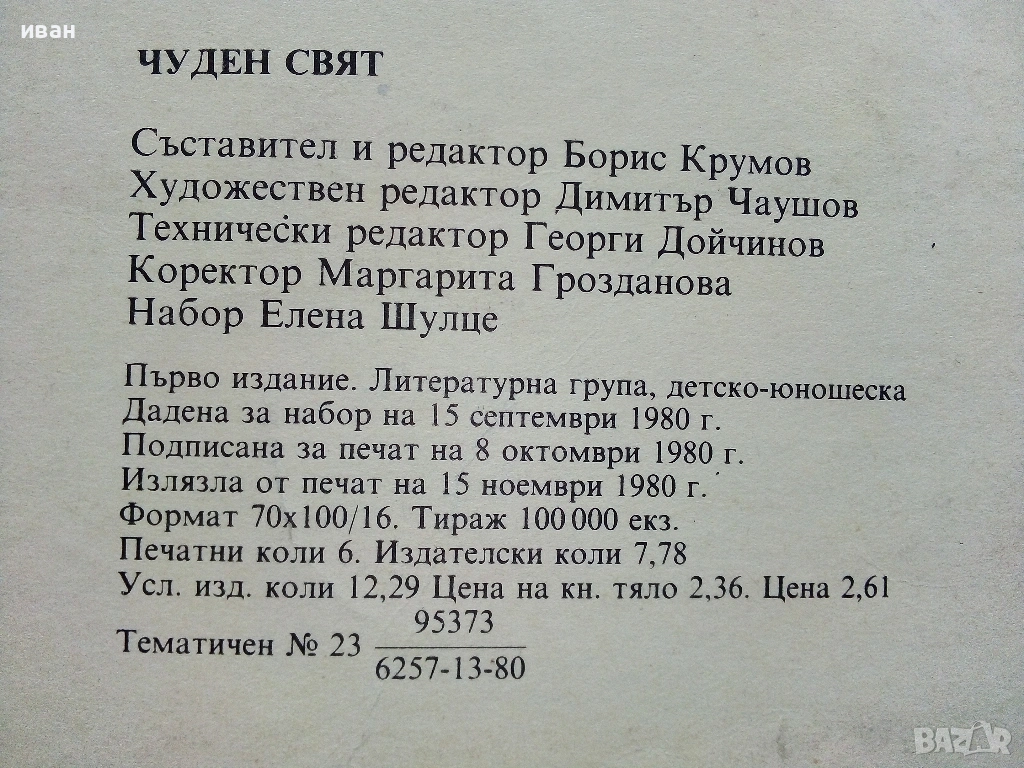 иван
ЧУДЕН СВЯТ
Съставител и редактор Борис Крумов
Художествен редактор Димитър Чаушов
Технически редактор Георги Дойчинов
Коректор Маргарита Грозданова
Набор Елена Шулце
Първо издание. Литературна група, детско-юношеска
Дадена за набор на 15 септември 1980 г.
Подписана за печат на 8 октомври 1980 г.
Излязла от печат на 15 ноември 1980 г.
Формат 70x100/16. Тираж 100 000 екз.
Печатни коли 6. Издателски коли 7,78
Усл. изд. коли 12,29 Цена на кн. тяло 2,36. Цена 2,61
95373
Тематичен № 23
6257-13-80
BAZAR